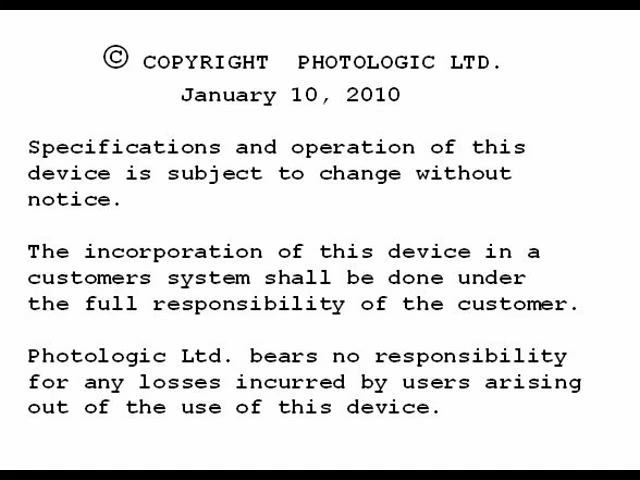 © COPYRIGHT PHOTOLOGIC LTD.
January 10, 2010
Specifications and operation of this
device is subject to change without
notice.
The incorporation of this device in a
customers system shall be done under
the full responsibility of the customer.
Photologic Ltd. bears no responsibility
for any losses incurred by users arising
out of the use of this device.